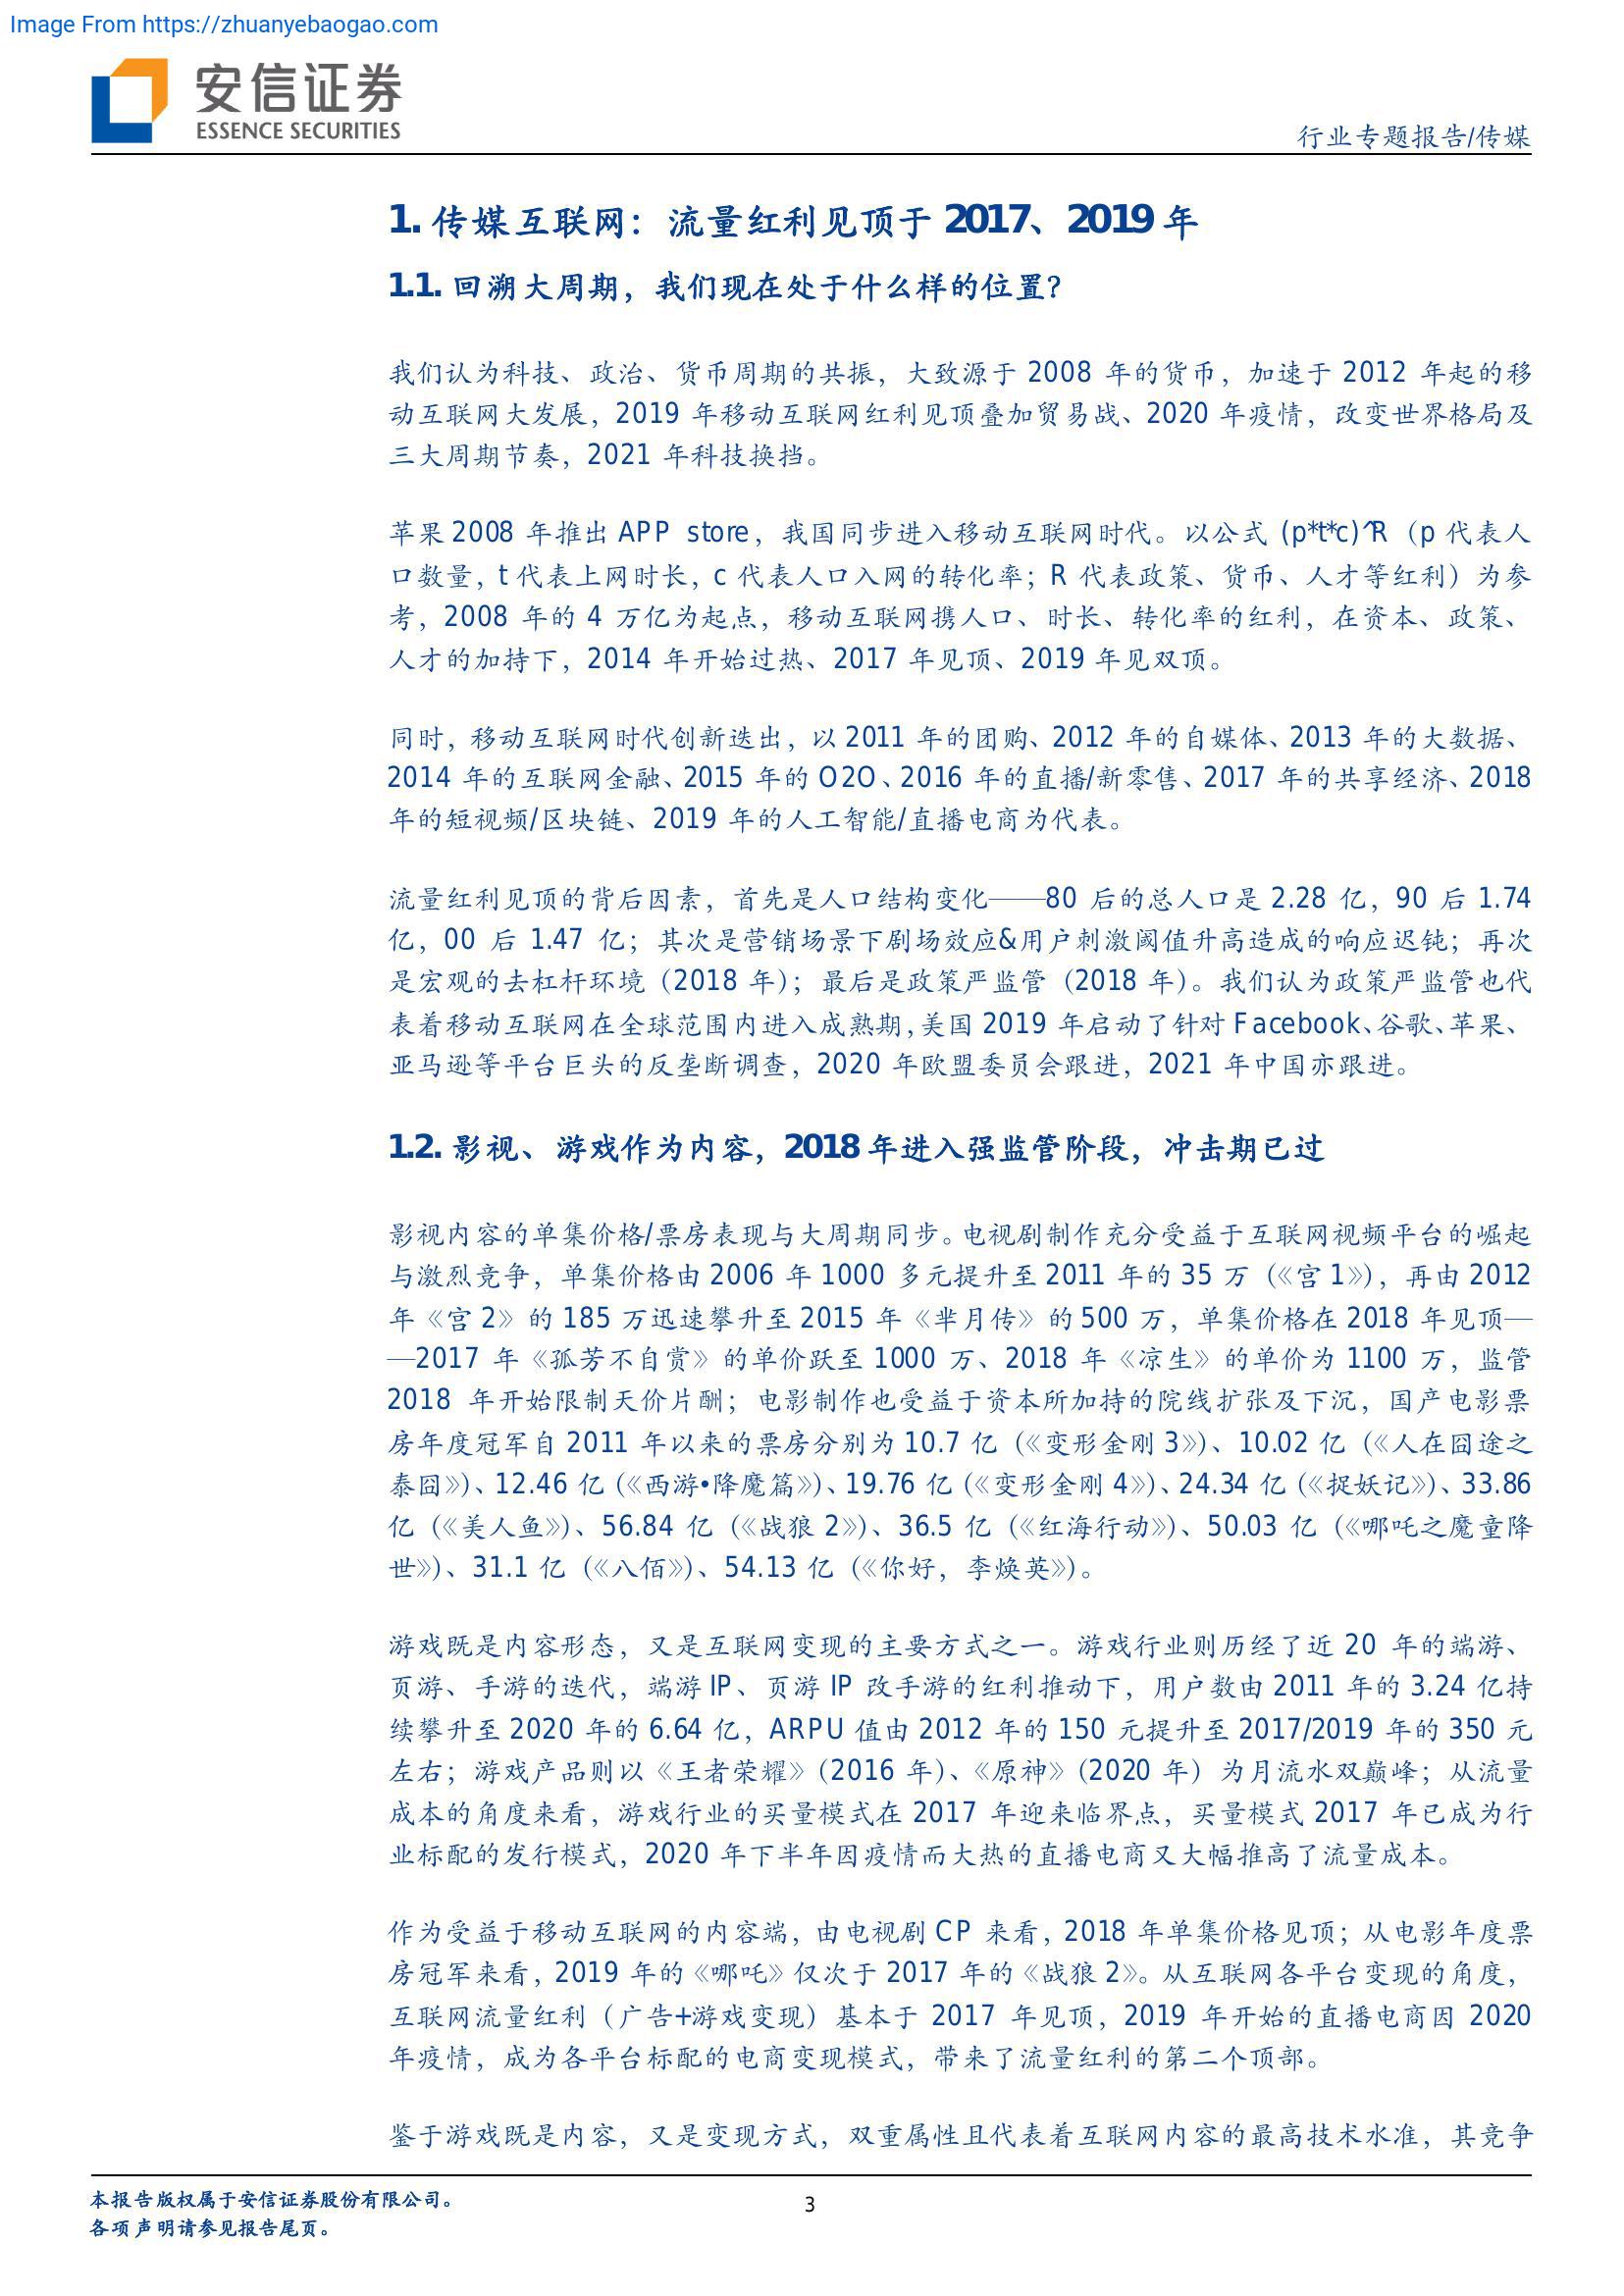 Image From https://zhuanyebaogao.com
安信证券
ESSENCE SECURITIES
行业专题报告/传媒
1. 传媒互联网：流量红利见顶于 2017、2019 年
1.1. 回溯大周期，我们现在处于什么样的位置？
我们认为科技、政治、货币周期的共振，大致源于 2008 年的货币，加速于 2012 年起的移
动互联网大发展，2019 年移动互联网红利见顶叠加贸易战、2020 年疫情，改变世界格局及
三大周期节奏，2021 年科技换挡。
苹果 2008 年推出 APP store，我国同步进入移动互联网时代。以公式 (p*t*c)^R（p 代表人
口数量，t 代表上网时长，c 代表人口入网的转化率；R 代表政策、货币、人才等红利）为参
考，2008 年的 4 万亿为起点，移动互联网携人口、时长、转化率的红利，在资本、政策、
人才的加持下，2014 年开始过热、2017 年见顶、2019 年见双顶。
同时，移动互联网时代创新迭出，以 2011 年的团购、2012 年的自媒体、2013 年的大数据、
2014 年的互联网金融、2015 年的 O2O、2016 年的直播/新零售、2017 年的共享经济、2018
年的短视频/区块链、2019 年的人工智能/直播电商为代表。
流量红利见顶的背后因素，首先是人口结构变化——80 后的总人口是 2.28 亿，90 后 1.74
亿，00 后 1.47 亿；其次是营销场景下剧场效应&用户刺激阈值升高造成的响应迟钝；再次
是宏观的去杠杆环境（2018 年）；最后是政策严监管（2018 年）。我们认为政策严监管也代
表着移动互联网在全球范围内进入成熟期，美国 2019 年启动了针对 Facebook、谷歌、苹果、
亚马逊等平台巨头的反垄断调查，2020 年欧盟委员会跟进，2021 年中国亦跟进。
1.2. 影视、游戏作为内容，2018 年进入强监管阶段，冲击期已过
影视内容的单集价格/票房表现与大周期同步。电视剧制作充分受益于互联网视频平台的崛起
与激烈竞争，单集价格由 2006 年 1000 多元提升至 2011 年的 35 万（《宫 1》），再由 2012
年《宫 2》的 185 万迅速攀升至 2015 年《芈月传》的 500 万，单集价格在 2018 年见顶—
—2017 年《孤芳不自赏》的单价跃至 1000 万、2018 年《凉生》的单价为 1100 万，监管
2018 年开始限制天价片酬；电影制作也受益于资本所加持的院线扩张及下沉，国产电影票
房年度冠军自 2011 年以来的票房分别为 10.7 亿（《变形金刚 3》）、10.02 亿（《人在囧途之
泰囧》）、12.46 亿（《西游•降魔篇》）、19.76 亿（《变形金刚 4》）、24.34 亿（《捉妖记》）、33.86
亿（《美人鱼》）、56.84 亿（《战狼 2》）、36.5 亿（《红海行动》）、50.03 亿（《哪吒之魔童降
世》）、31.1 亿（《八佰》）、54.13 亿（《你好，李焕英》）。
游戏既是内容形态，又是互联网变现的主要方式之一。游戏行业则历经了近 20 年的端游、
页游、手游的迭代，端游 IP、页游 IP 改手游的红利推动下，用户数由 2011 年的 3.24 亿持
续攀升至 2020 年的 6.64 亿，ARPU 值由 2012 年的 150 元提升至 2017/2019 年的 350 元
左右；游戏产品则以《王者荣耀》（2016 年）、《原神》（2020 年）为月流水双巅峰；从流量
成本的角度来看，游戏行业的买量模式在 2017 年迎来临界点，买量模式 2017 年已成为行
业标配的发行模式，2020 年下半年因疫情而大热的直播电商又大幅推高了流量成本。
作为受益于移动互联网的内容端，由电视剧 CP 来看，2018 年单集价格见顶；从电影年度票
房冠军来看，2019 年的《哪吒》仅次于 2017 年的《战狼 2》。从互联网各平台变现的角度，
互联网流量红利（广告+游戏变现）基本于 2017 年见顶，2019 年开始的直播电商因 2020
年疫情，成为各平台标配的电商变现模式，带来了流量红利的第二个顶部。
鉴于游戏既是内容，又是变现方式，双重属性且代表着互联网内容的最高技术水准，其竞争
本报告版权属于安信证券股份有限公司。
3
各项声明请参见报告尾页。